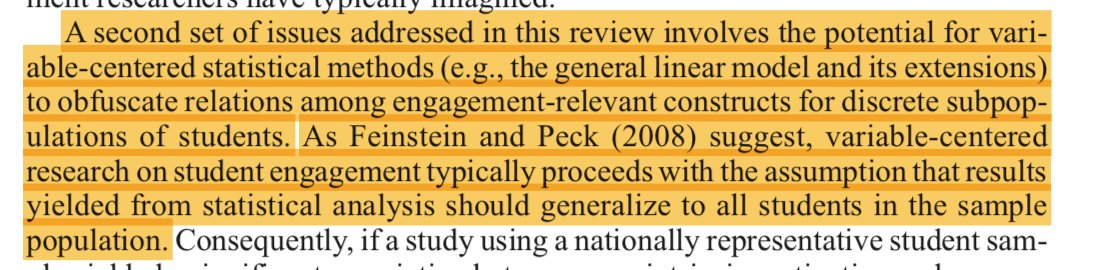 ment researchers have typically imagined.
A second set of issues addressed in this review involves the potential for vari-
able-centered statistical methods (e.g., the general linear model and its extensions)
to obfuscate relations among engagement-relevant constructs for discrete subpop-
ulations of students. As Feinstein and Peck (2008) suggest, variable-centered
research on student engagement typically proceeds with the assumption that results
yielded from statistical analysis should generalize to all students in the sample
population. Consequently, if a study using a nationally representative student sam-